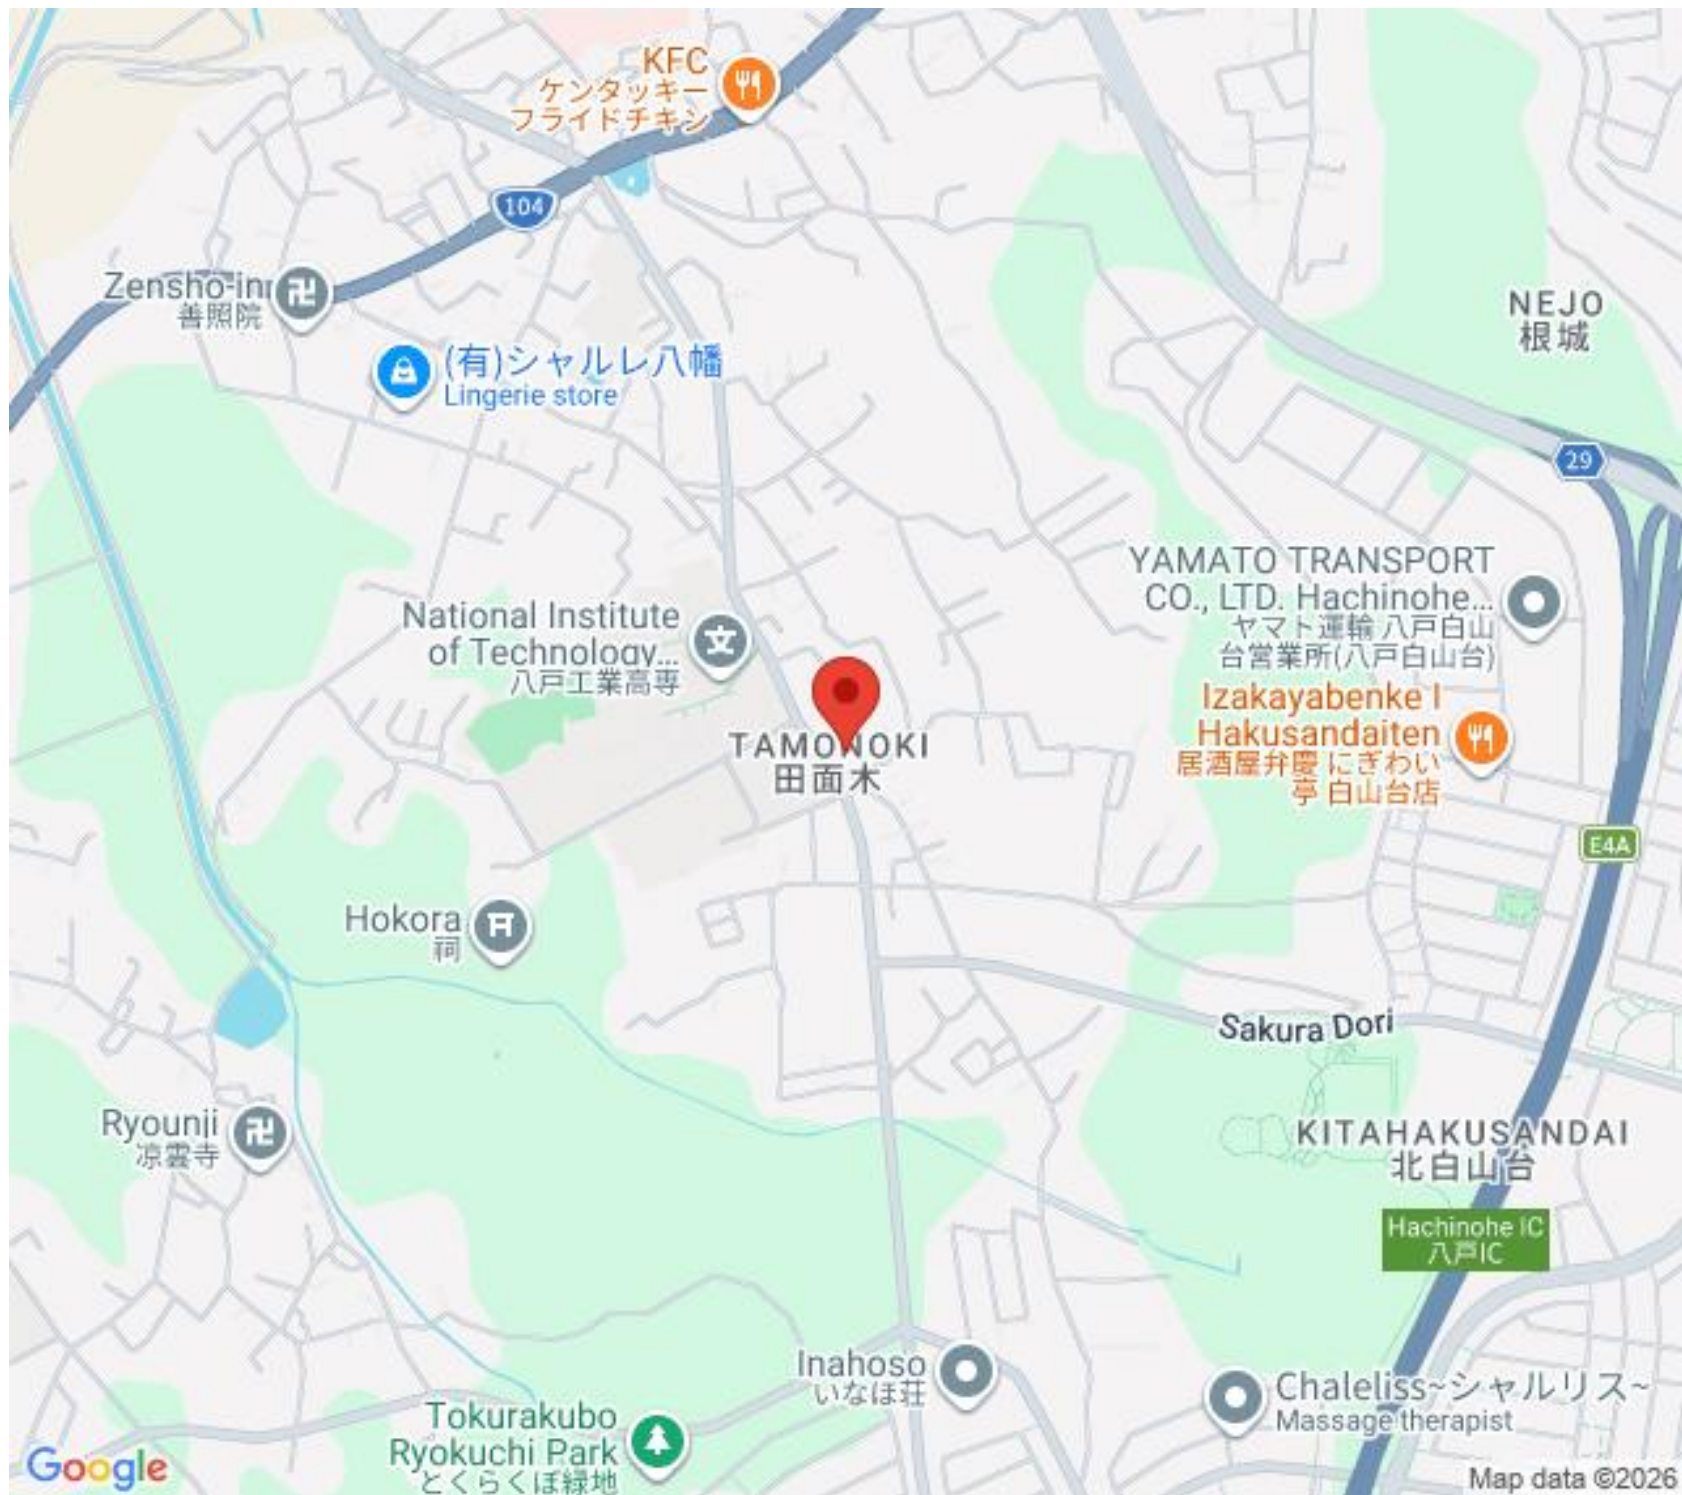 KFC
ケンタッキー
フライドチキン
104
Zensho-in
善照院
(有)シャルレ八幡
Lingerie store
NEJO
根城
29
YAMATO TRANSPORT
CO., LTD. Hachinohe...
ヤマト運輸 八戸白山
台営業所(八戸白山台)
National Institute
of Technology...
八戸工業高専
文
Izakayabenke I
Hakusandaiten
居酒屋弁慶 にぎわい
亭 白山台店
TAMONOKI
田面木
E4A
Hokora
祠
Sakura Dori
Ryounji
凉雲寺
KITAHAKUSANDAI
北白山台
Hachinohe IC
八戸IC
Inahoso
いなほ荘
Chaleliss~シャルリス~
Massage therapist
Tokurakubo
Ryokuchi Park
とくらくぼ緑地
Google
Map data ©2026